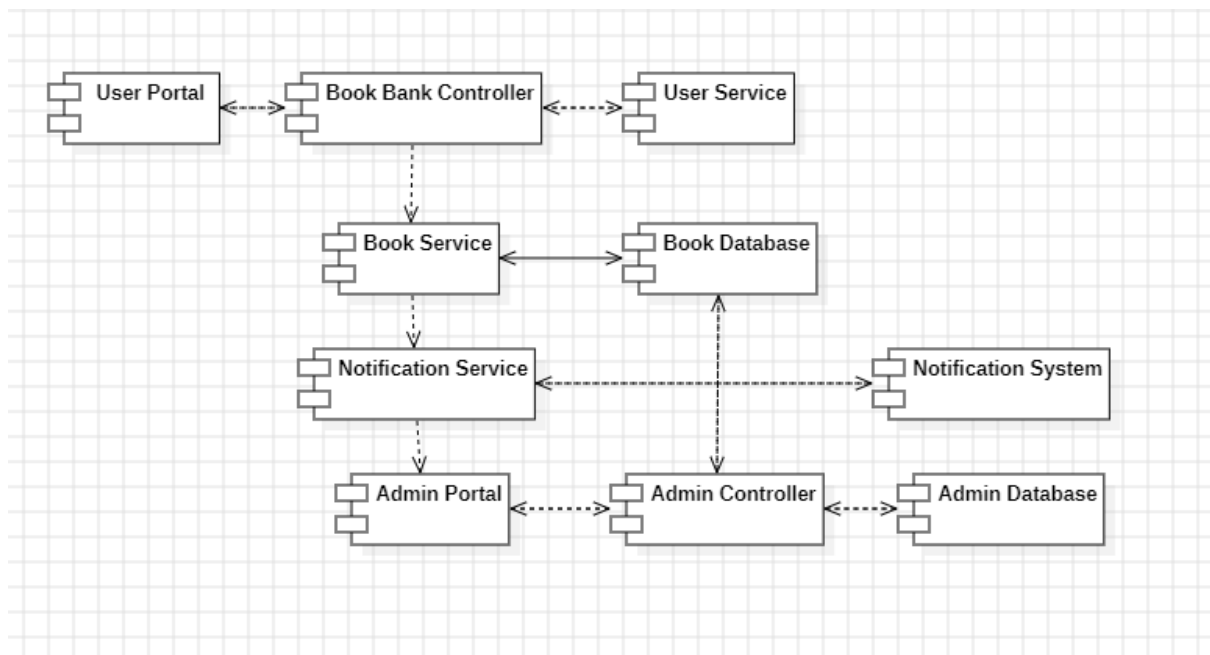 User Portal
Book Bank Controller
User Service
Book Service
Book Database
Notification Service
Notification System
Admin Portal
Admin Controller
Admin Database